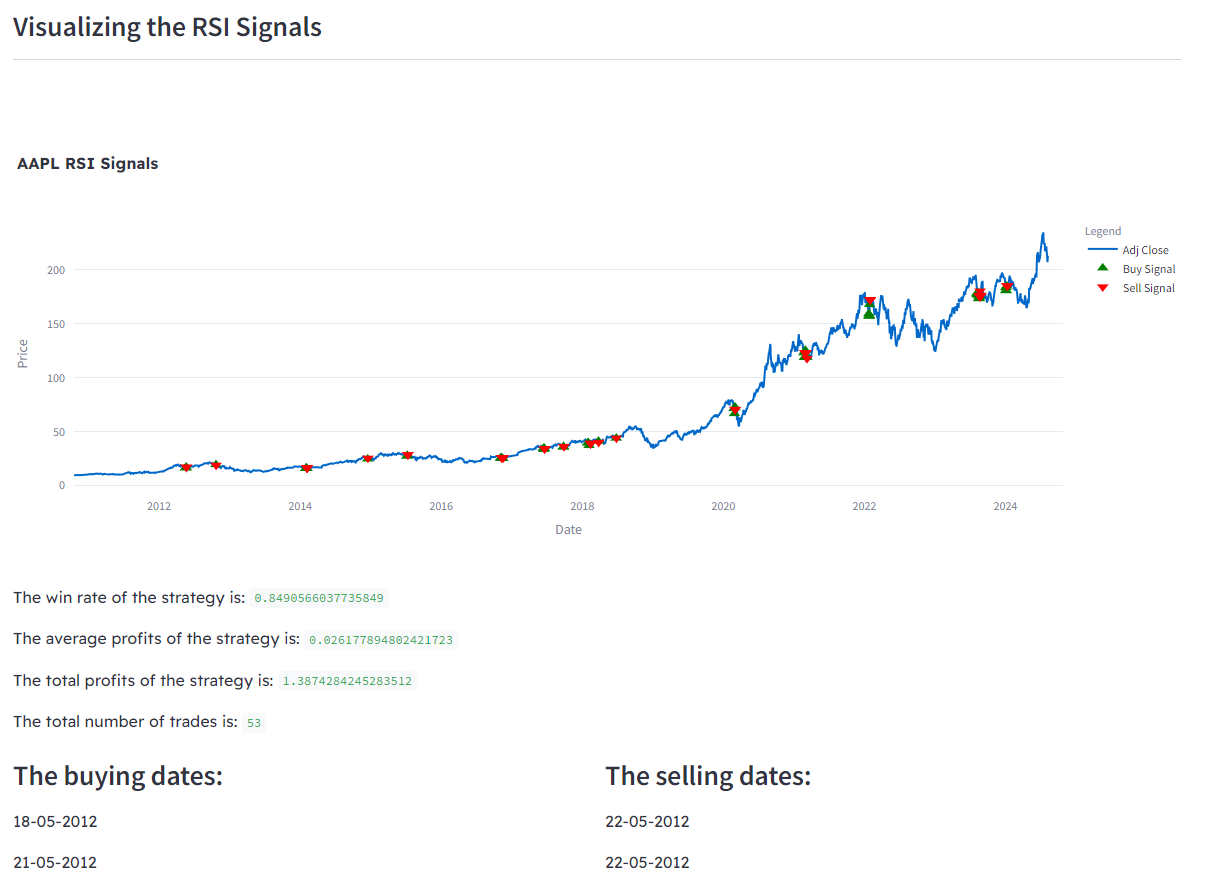 Visualizing the RSI Signals
AAPL RSI Signals
Legend
Adj Close
Buy Signal
Sell Signal
Price
200
150
100
50
0
2012 2014 2016 2018 2020 2022 2024
Date
The win rate of the strategy is: 0.8490566037735849
The average profits of the strategy is: 0.026177894802421723
The total profits of the strategy is: 1.3874284245283512
The total number of trades is: 53
The buying dates: The selling dates:
18-05-2012 22-05-2012
21-05-2012 22-05-2012